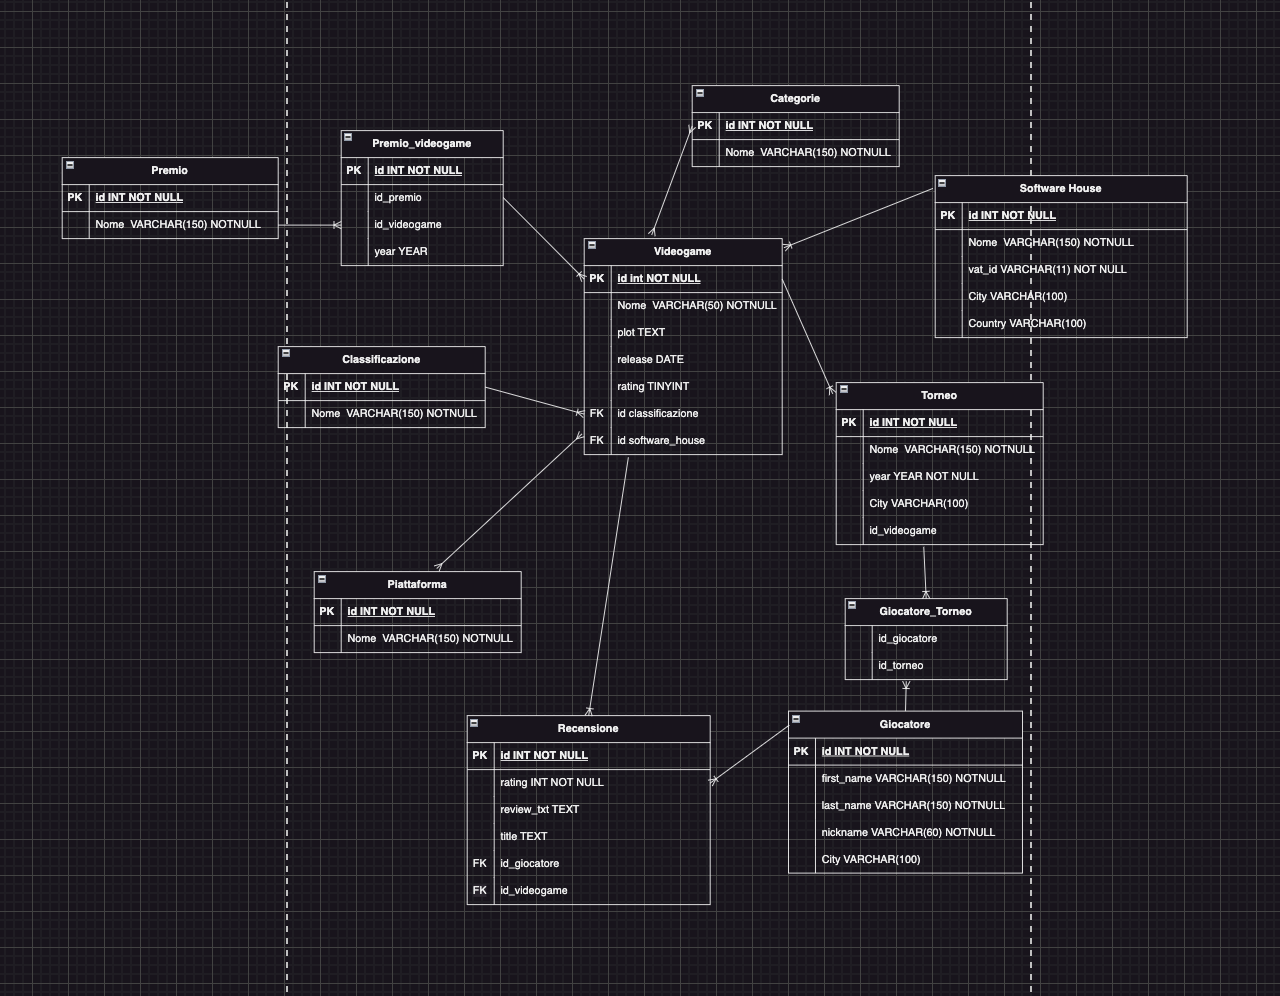 Categorie
PK id INT NOT NULL
Nome VARCHAR(150) NOTNULL
Premio_videogame
PK id INT NOT NULL
id_premio
id_videogame
year YEAR
Premio
PK id INT NOT NULL
Nome VARCHAR(150) NOTNULL
Software House
PK id INT NOT NULL
Nome VARCHAR(150) NOTNULL
vat_id VARCHAR(11) NOT NULL
City VARCHAR(100)
Country VARCHAR(100)
Videogame
PK id int NOT NULL
Nome VARCHAR(50) NOTNULL
plot TEXT
release DATE
rating TINYINT
FK id classificazione
FK id software_house
Classificazione
PK id INT NOT NULL
Nome VARCHAR(150) NOTNULL
Torneo
PK id INT NOT NULL
Nome VARCHAR(150) NOTNULL
year YEAR NOT NULL
City VARCHAR(100)
id_videogame
Piattaforma
PK id INT NOT NULL
Nome VARCHAR(150) NOTNULL
Giocatore_Torneo
id_giocatore
id_torneo
Recensione
PK id INT NOT NULL
rating INT NOT NULL
review_txt TEXT
title TEXT
FK id_giocatore
FK id_videogame
Giocatore
PK id INT NOT NULL
first_name VARCHAR(150) NOTNULL
last_name VARCHAR(150) NOTNULL
nickname VARCHAR(60) NOTNULL
City VARCHAR(100)